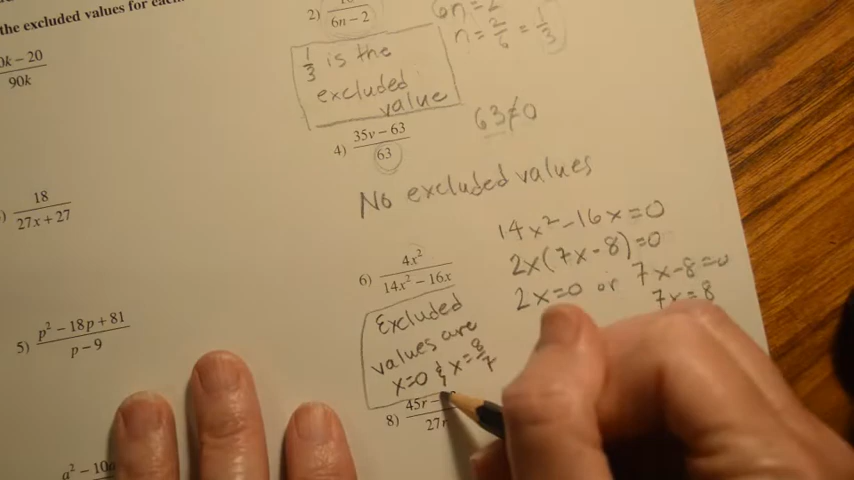 the excluded values for each
0k − 20
90k
2)
6n − 2
6n = 2
n = 2/6 = 1/3
1/3 is the
excluded
value
4) 35v − 63
63
63 ≠ 0
No excluded values
18
27x + 27
14x² − 16x = 0
2x(7x − 8) = 0
2x = 0 or 7x − 8 = 0
7x = 8
6) 4x²
14x² − 16x
Excluded
values are
x = 0 & x = 8/7
5) p² − 18p + 81
p − 9
8) 45r −
27r
a² − 10a